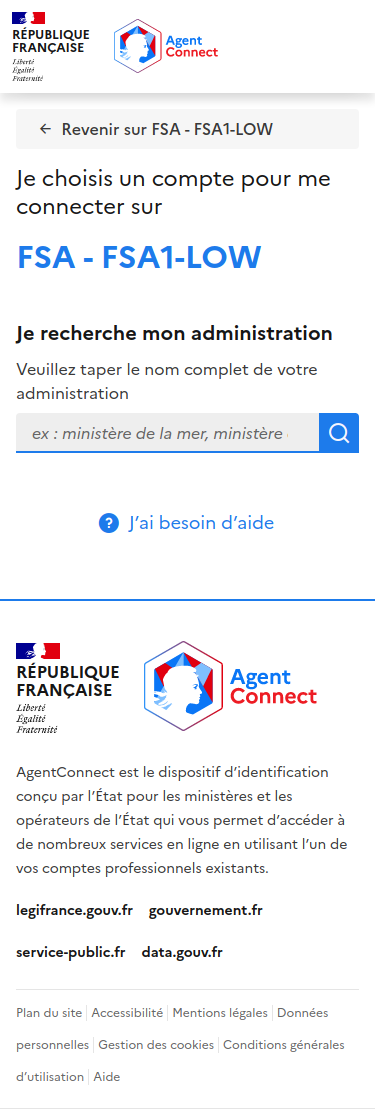 RÉPUBLIQUE
FRANÇAISE
Liberté
Égalité
Fraternité
Agent
Connect
← Revenir sur FSA - FSA1-LOW
Je choisis un compte pour me
connecter sur
FSA - FSA1-LOW
Je recherche mon administration
Veuillez taper le nom complet de votre
administration
ex : ministère de la mer, ministère
? J’ai besoin d’aide
RÉPUBLIQUE
FRANÇAISE
Liberté
Égalité
Fraternité
Agent
Connect
AgentConnect est le dispositif d’identification
conçu par l’État pour les ministères et les
opérateurs de l’État qui vous permet d’accéder à
de nombreux services en ligne en utilisant l’un de
vos comptes professionnels existants.
legifrance.gouv.fr gouvernement.fr
service-public.fr data.gouv.fr
Plan du site | Accessibilité | Mentions légales | Données
personnelles | Gestion des cookies | Conditions générales
d’utilisation | Aide